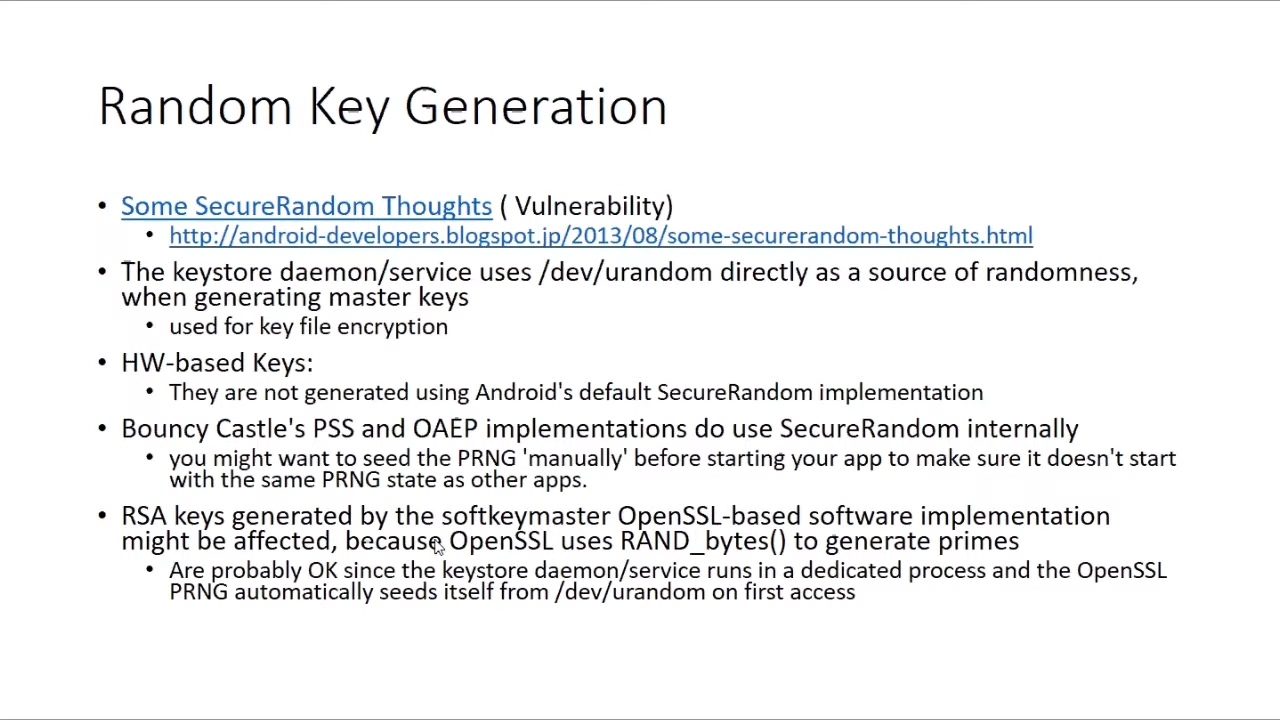 Random Key Generation
• Some SecureRandom Thoughts ( Vulnerability)
• http://android-developers.blogspot.jp/2013/08/some-securerandom-thoughts.html
• The keystore daemon/service uses /dev/urandom directly as a source of randomness,
when generating master keys
• used for key file encryption
• HW-based Keys:
• They are not generated using Android's default SecureRandom implementation
• Bouncy Castle's PSS and OAEP implementations do use SecureRandom internally
• you might want to seed the PRNG 'manually' before starting your app to make sure it doesn't start
with the same PRNG state as other apps.
• RSA keys generated by the softkeymaster OpenSSL-based software implementation
might be affected, because OpenSSL uses RAND_bytes() to generate primes
• Are probably OK since the keystore daemon/service runs in a dedicated process and the OpenSSL
PRNG automatically seeds itself from /dev/urandom on first access